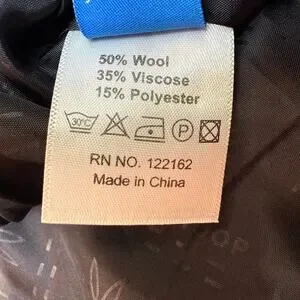 50% Wool
35% Viscose
15% Polyester
30°C P
RN NO. 122162
Made in China